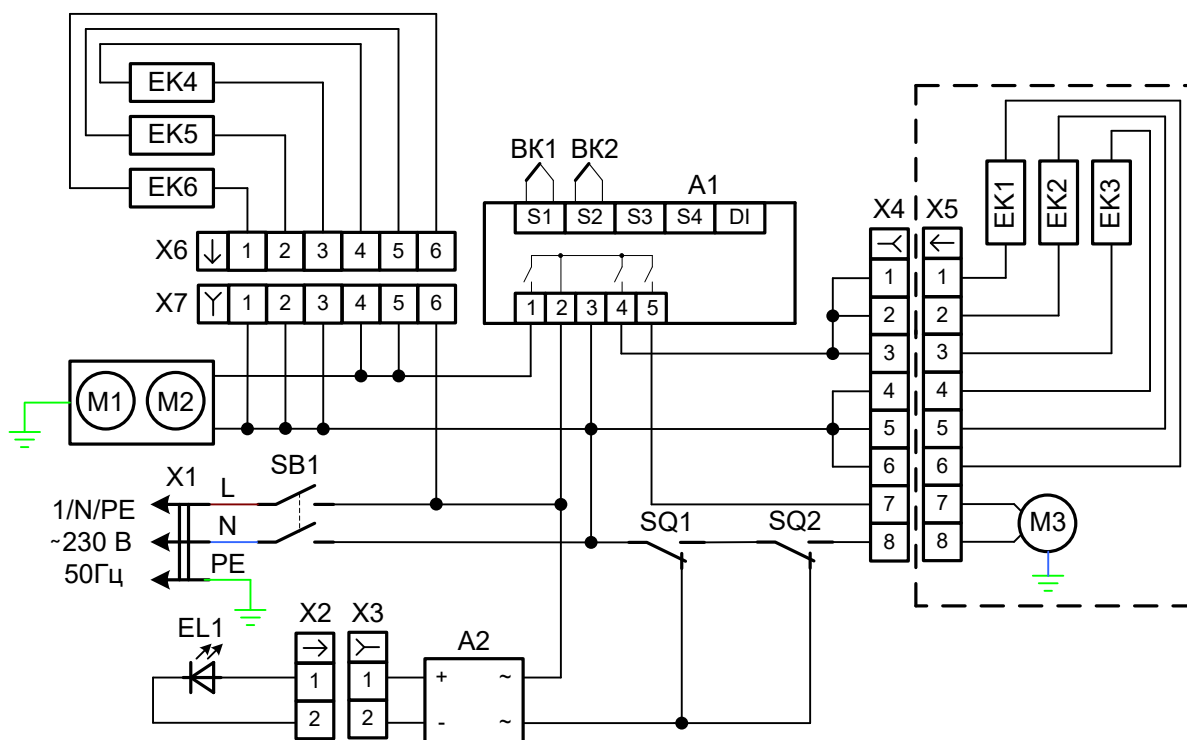 EK4
EK5
EK6
X6 1 2 3 4 5 6
X7 1 2 3 4 5 6
M1 M2
BK1 BK2
A1
S1 S2 S3 S4 DI
1 2 3 4 5
X4 X5
EK1 EK2 EK3
1 1
2 2
3 3
4 4
5 5
6 6
7 7
8 8
M3
X1 L SB1
1/N/PE
N
~230 В
PE
50Гц
SQ1 SQ2
EL1 X2 X3 A2
1 1 + ~
2 2 - ~